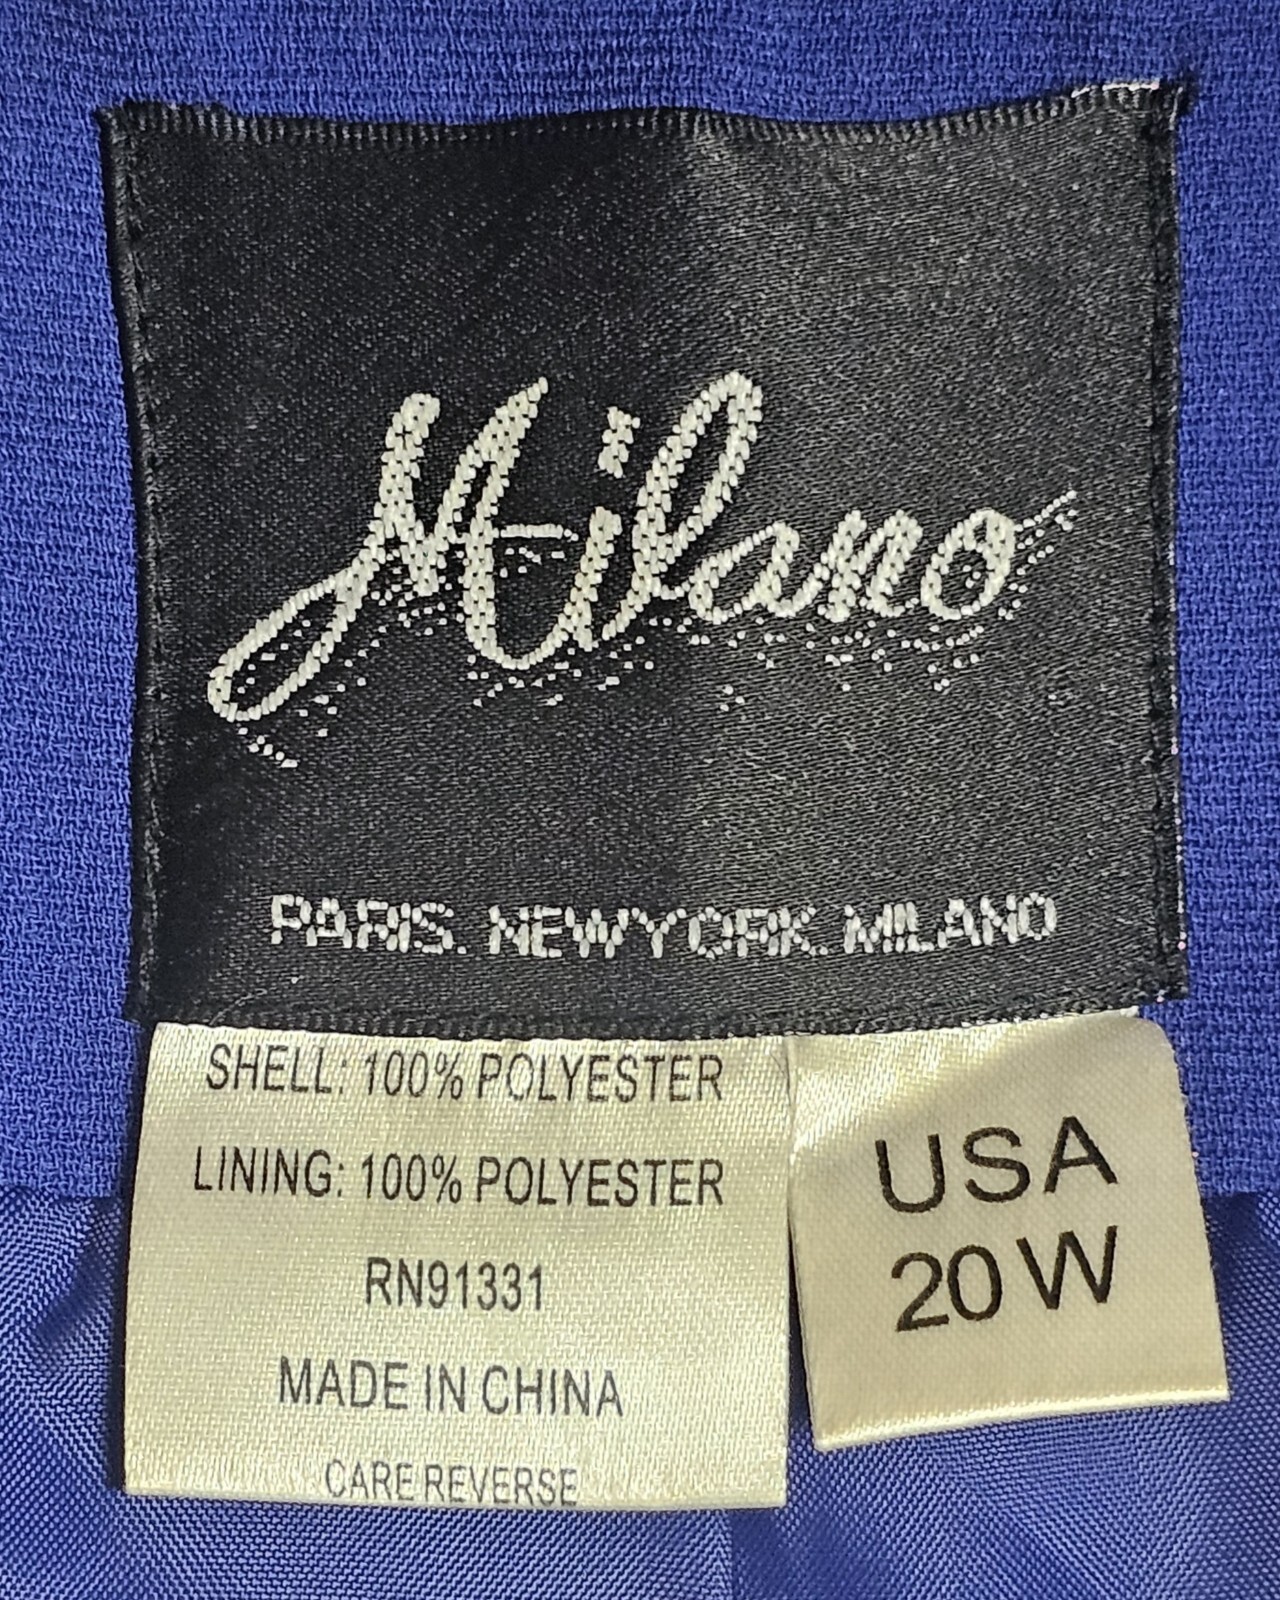 Milano
PARIS. NEWYORK. MILANO
SHELL: 100% POLYESTER
LINING: 100% POLYESTER
RN91331
MADE IN CHINA
CARE REVERSE
USA
20 W